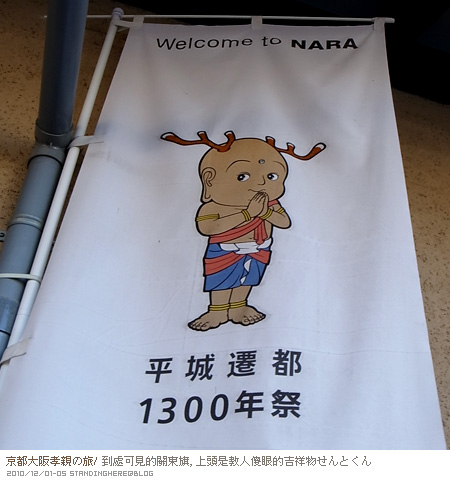 Welcome to NARA
平城遷都
1300年祭
京都大阪孝親の旅/ 到處可見的關東旗, 上頭是教人傻眼的吉祥物せんとくん
2010/12/01-05 STANDINGHERE@BLOG